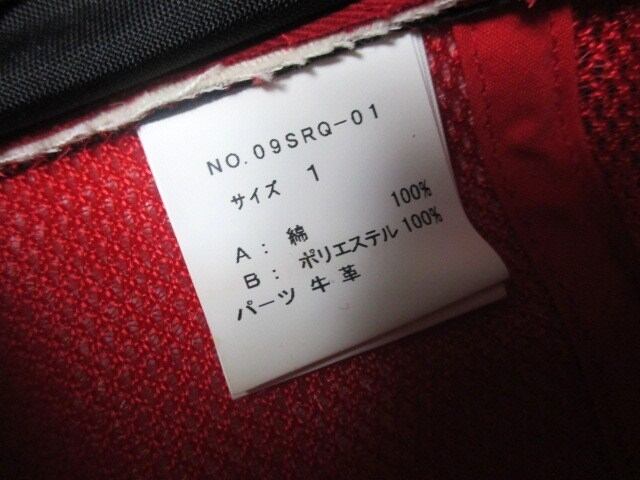 NO.09SRQ-01
サイズ 1
A: 綿 100%
B: ポリエステル 100%
パーツ 牛革